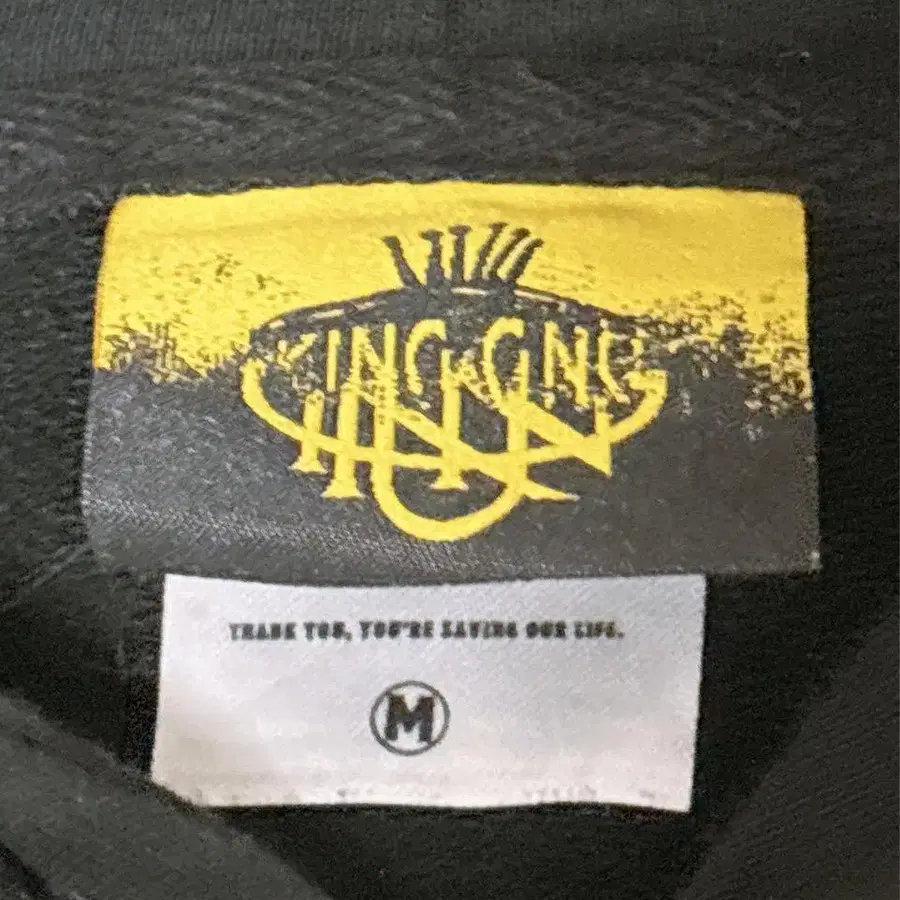 KING GNU
THANK YOU, YOU'RE SAVING OUR LIFE.
M